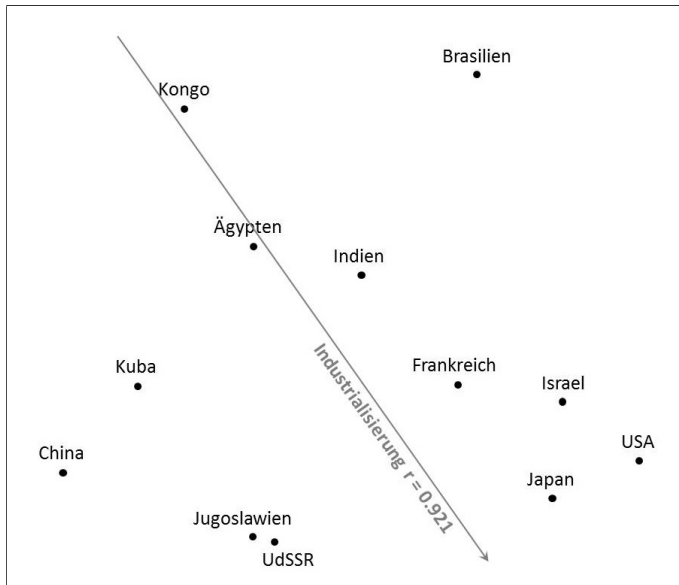 Brasilien
Kongo
Ägypten
Indien
Kuba
Frankreich
Israel
Industrialisierung r = 0.921
China
USA
Japan
Jugoslawien
UdSSR